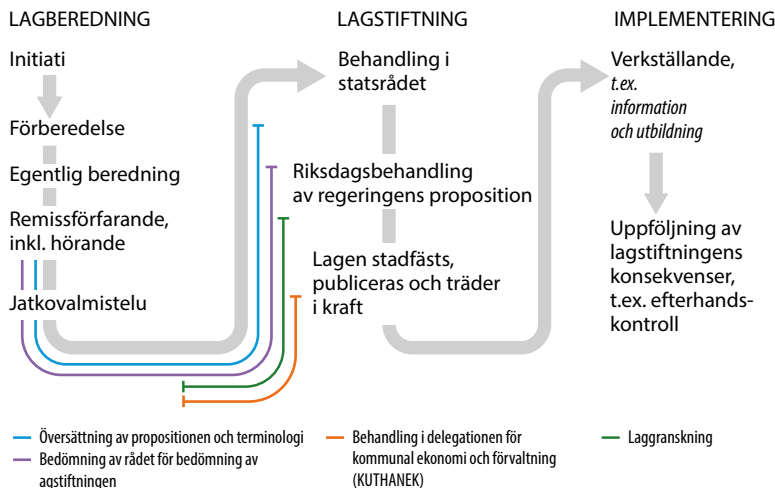 LAGBEREDNING
Initiati
Förberedelse
Egentlig beredning
Remissförfarande,
inkl. hörande
Jatkovalmistelu
LAGSTIFTNING
Behandling i
statsrådet
Riksdagsbehandling
av regeringens proposition
Lagen stadfästs,
publiceras och träder
i kraft
IMPLEMENTERING
Verkställande,
t.ex.
information
och utbildning
Uppföljning av
lagstiftningens
konsekvenser,
t.ex. efterhands-
kontroll
Översättning av propositionen och terminologi
Bedömning av rådet för bedömning av
agstiftningen
Behandling i delegationen för
kommunal ekonomi och förvaltning
(KUTHANEK)
Laggranskning